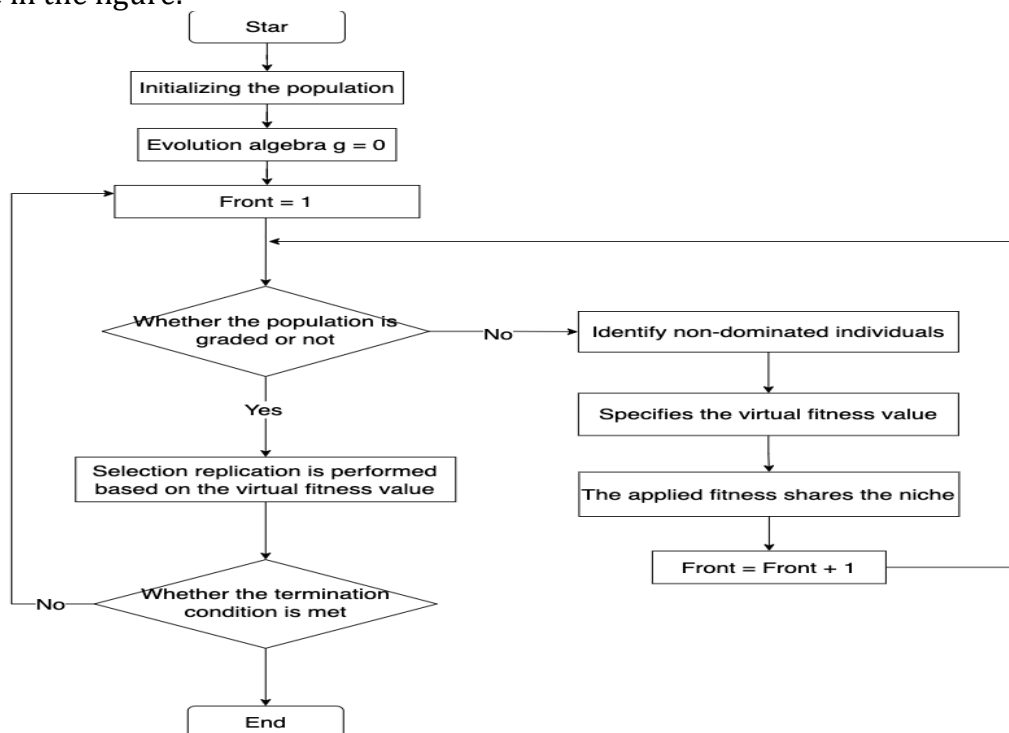 in the figure.
Star
Initializing the population
Evolution algebra g = 0
Front = 1
Whether the population is
graded or not
No
Identify non-dominated individuals
Yes
Specifies the virtual fitness value
Selection replication is performed
based on the virtual fitness value
The applied fitness shares the niche
Front = Front + 1
Whether the termination
condition is met
No
End